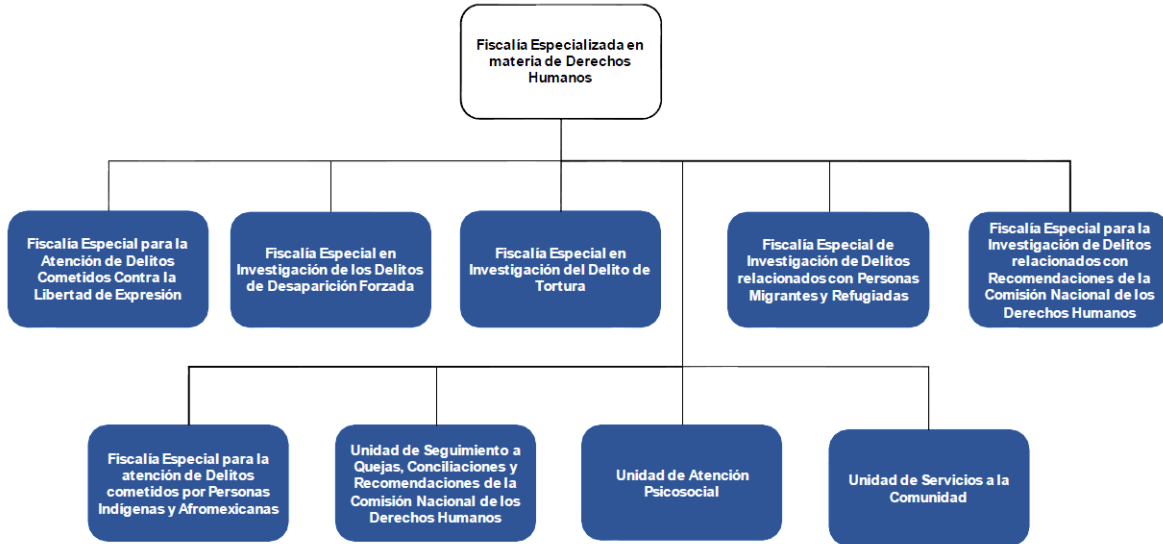 Fiscalía Especializada en
materia de Derechos
Humanos
Fiscalía Especial para la
Atención de Delitos
Cometidos Contra la
Libertad de Expresión
Fiscalía Especial en
Investigación de los Delitos
de Desaparición Forzada
Fiscalía Especial en
Investigación del Delito de
Tortura
Fiscalía Especial de
Investigación de Delitos
relacionados con Personas
Migrantes y Refugiadas
Fiscalía Especial para la
Investigación de Delitos
relacionados con
Recomendaciones de la
Comisión Nacional de los
Derechos Humanos
Fiscalía Especial para la
atención de Delitos
cometidos por Personas
Indígenas y Afromexicanas
Unidad de Seguimiento a
Quejas, Conciliaciones y
Recomendaciones de la
Comisión Nacional de los
Derechos Humanos
Unidad de Atención
Psicosocial
Unidad de Servicios a la
Comunidad